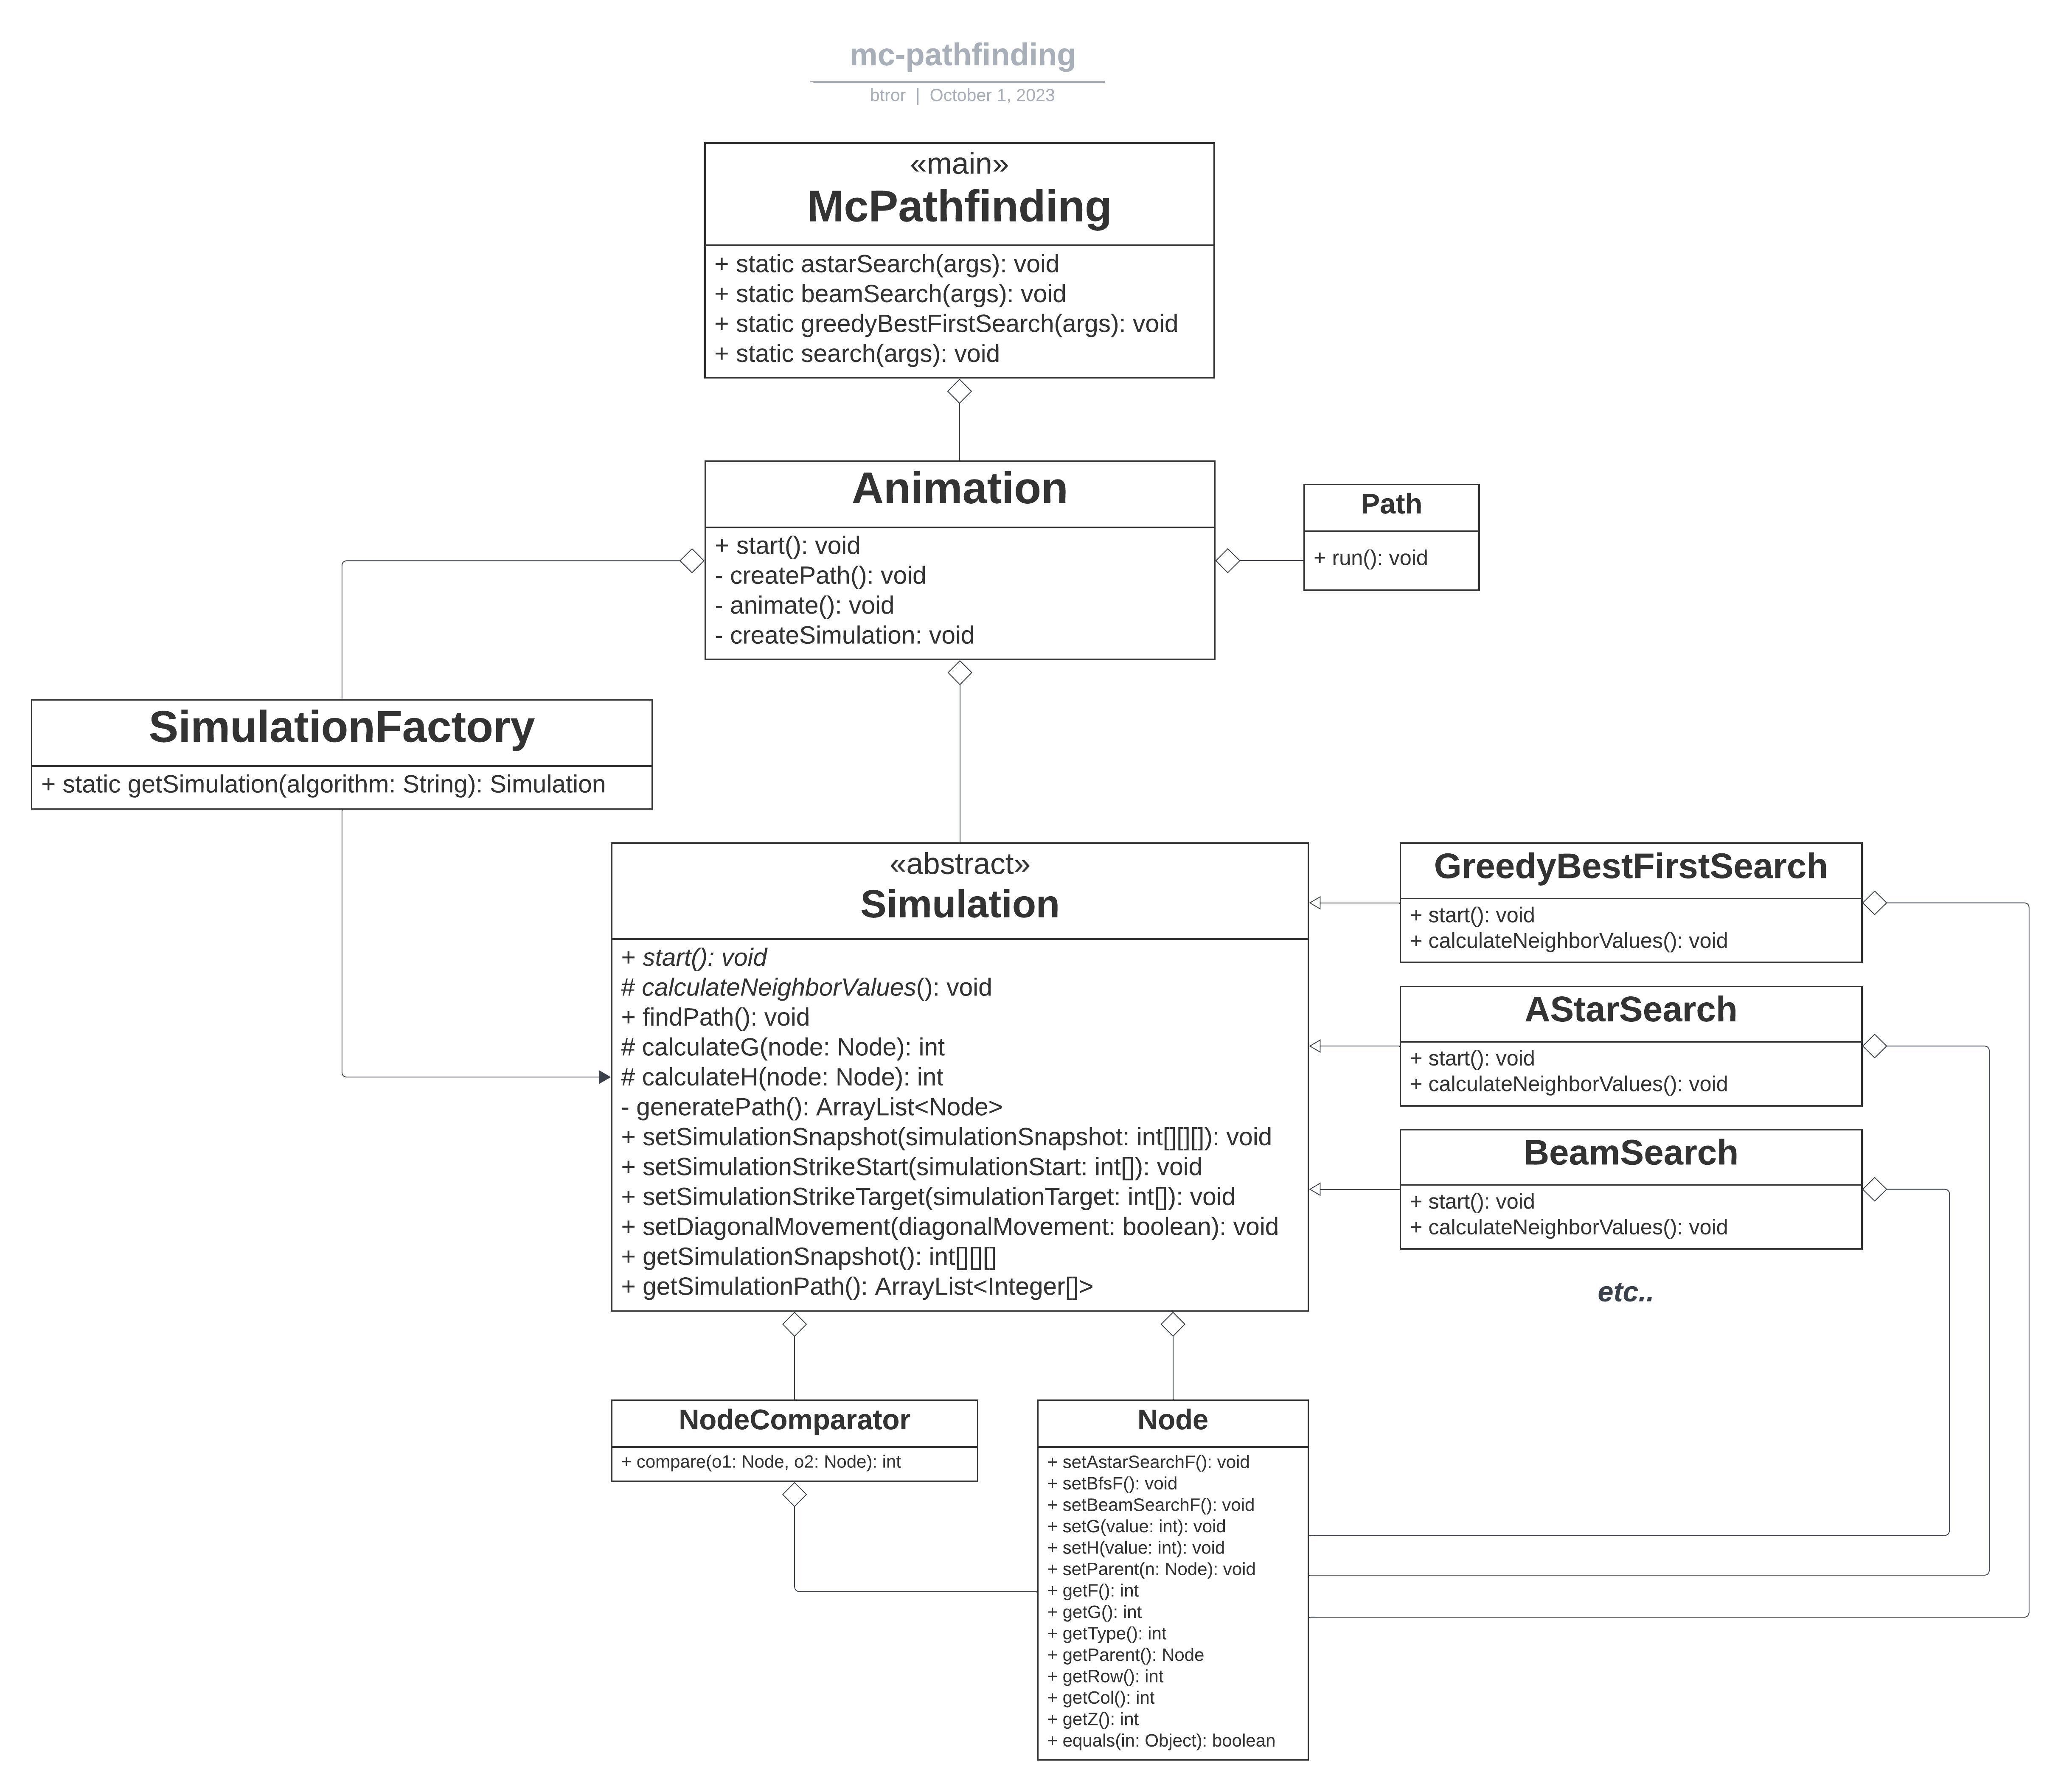 mc-pathfinding
btror | October 1, 2023
«main»
McPathfinding
+ static astarSearch(args): void
+ static beamSearch(args): void
+ static greedyBestFirstSearch(args): void
+ static search(args): void
Animation
+ start(): void
- createPath(): void
- animate(): void
- createSimulation: void
Path
+ run(): void
SimulationFactory
+ static getSimulation(algorithm: String): Simulation
«abstract»
Simulation
+ start(): void
# calculateNeighborValues(): void
+ findPath(): void
# calculateG(node: Node): int
# calculateH(node: Node): int
- generatePath(): ArrayList<Node>
+ setSimulationSnapshot(simulationSnapshot: int[][][]): void
+ setSimulationStrikeStart(simulationStart: int[]): void
+ setSimulationStrikeTarget(simulationTarget: int[]): void
+ setDiagonalMovement(diagonalMovement: boolean): void
+ getSimulationSnapshot(): int[][][]
+ getSimulationPath(): ArrayList<Integer[]>
GreedyBestFirstSearch
+ start(): void
+ calculateNeighborValues(): void
AStarSearch
+ start(): void
+ calculateNeighborValues(): void
BeamSearch
+ start(): void
+ calculateNeighborValues(): void
etc..
NodeComparator
+ compare(o1: Node, o2: Node): int
Node
+ setAstarSearchF(): void
+ setBfsF(): void
+ setBeamSearchF(): void
+ setG(value: int): void
+ setH(value: int): void
+ setParent(n: Node): void
+ getF(): int
+ getG(): int
+ getType(): int
+ getParent(): Node
+ getRow(): int
+ getCol(): int
+ getZ(): int
+ equals(in: Object): boolean